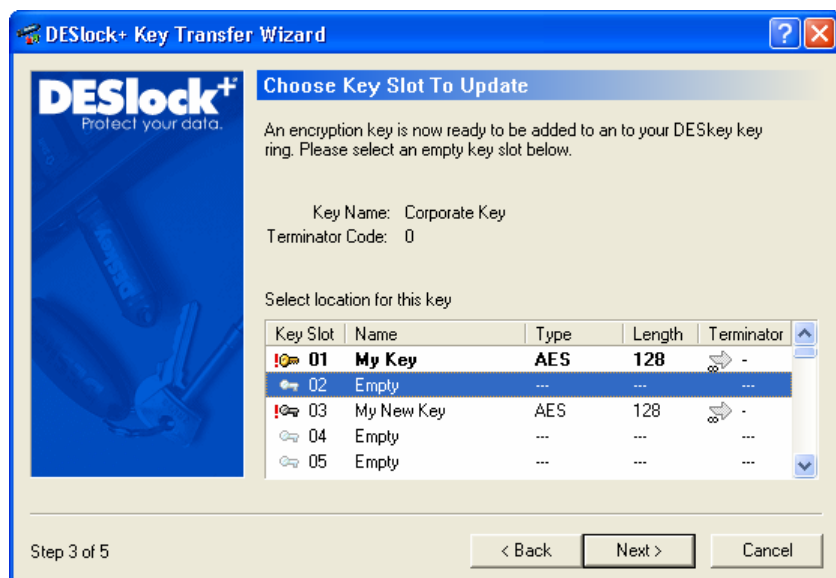 DESlock+ Key Transfer Wizard
DESlock+
Protect your data.
Choose Key Slot To Update
An encryption key is now ready to be added to an to your DESkey key
ring. Please select an empty key slot below.
Key Name: Corporate Key
Terminator Code: 0
Select location for this key
Key Slot Name Type Length Terminator
01 My Key AES 128 -
02 Empty --- --- ---
03 My New Key AES 128 -
04 Empty --- --- ---
05 Empty --- --- ---
Step 3 of 5
< Back Next > Cancel